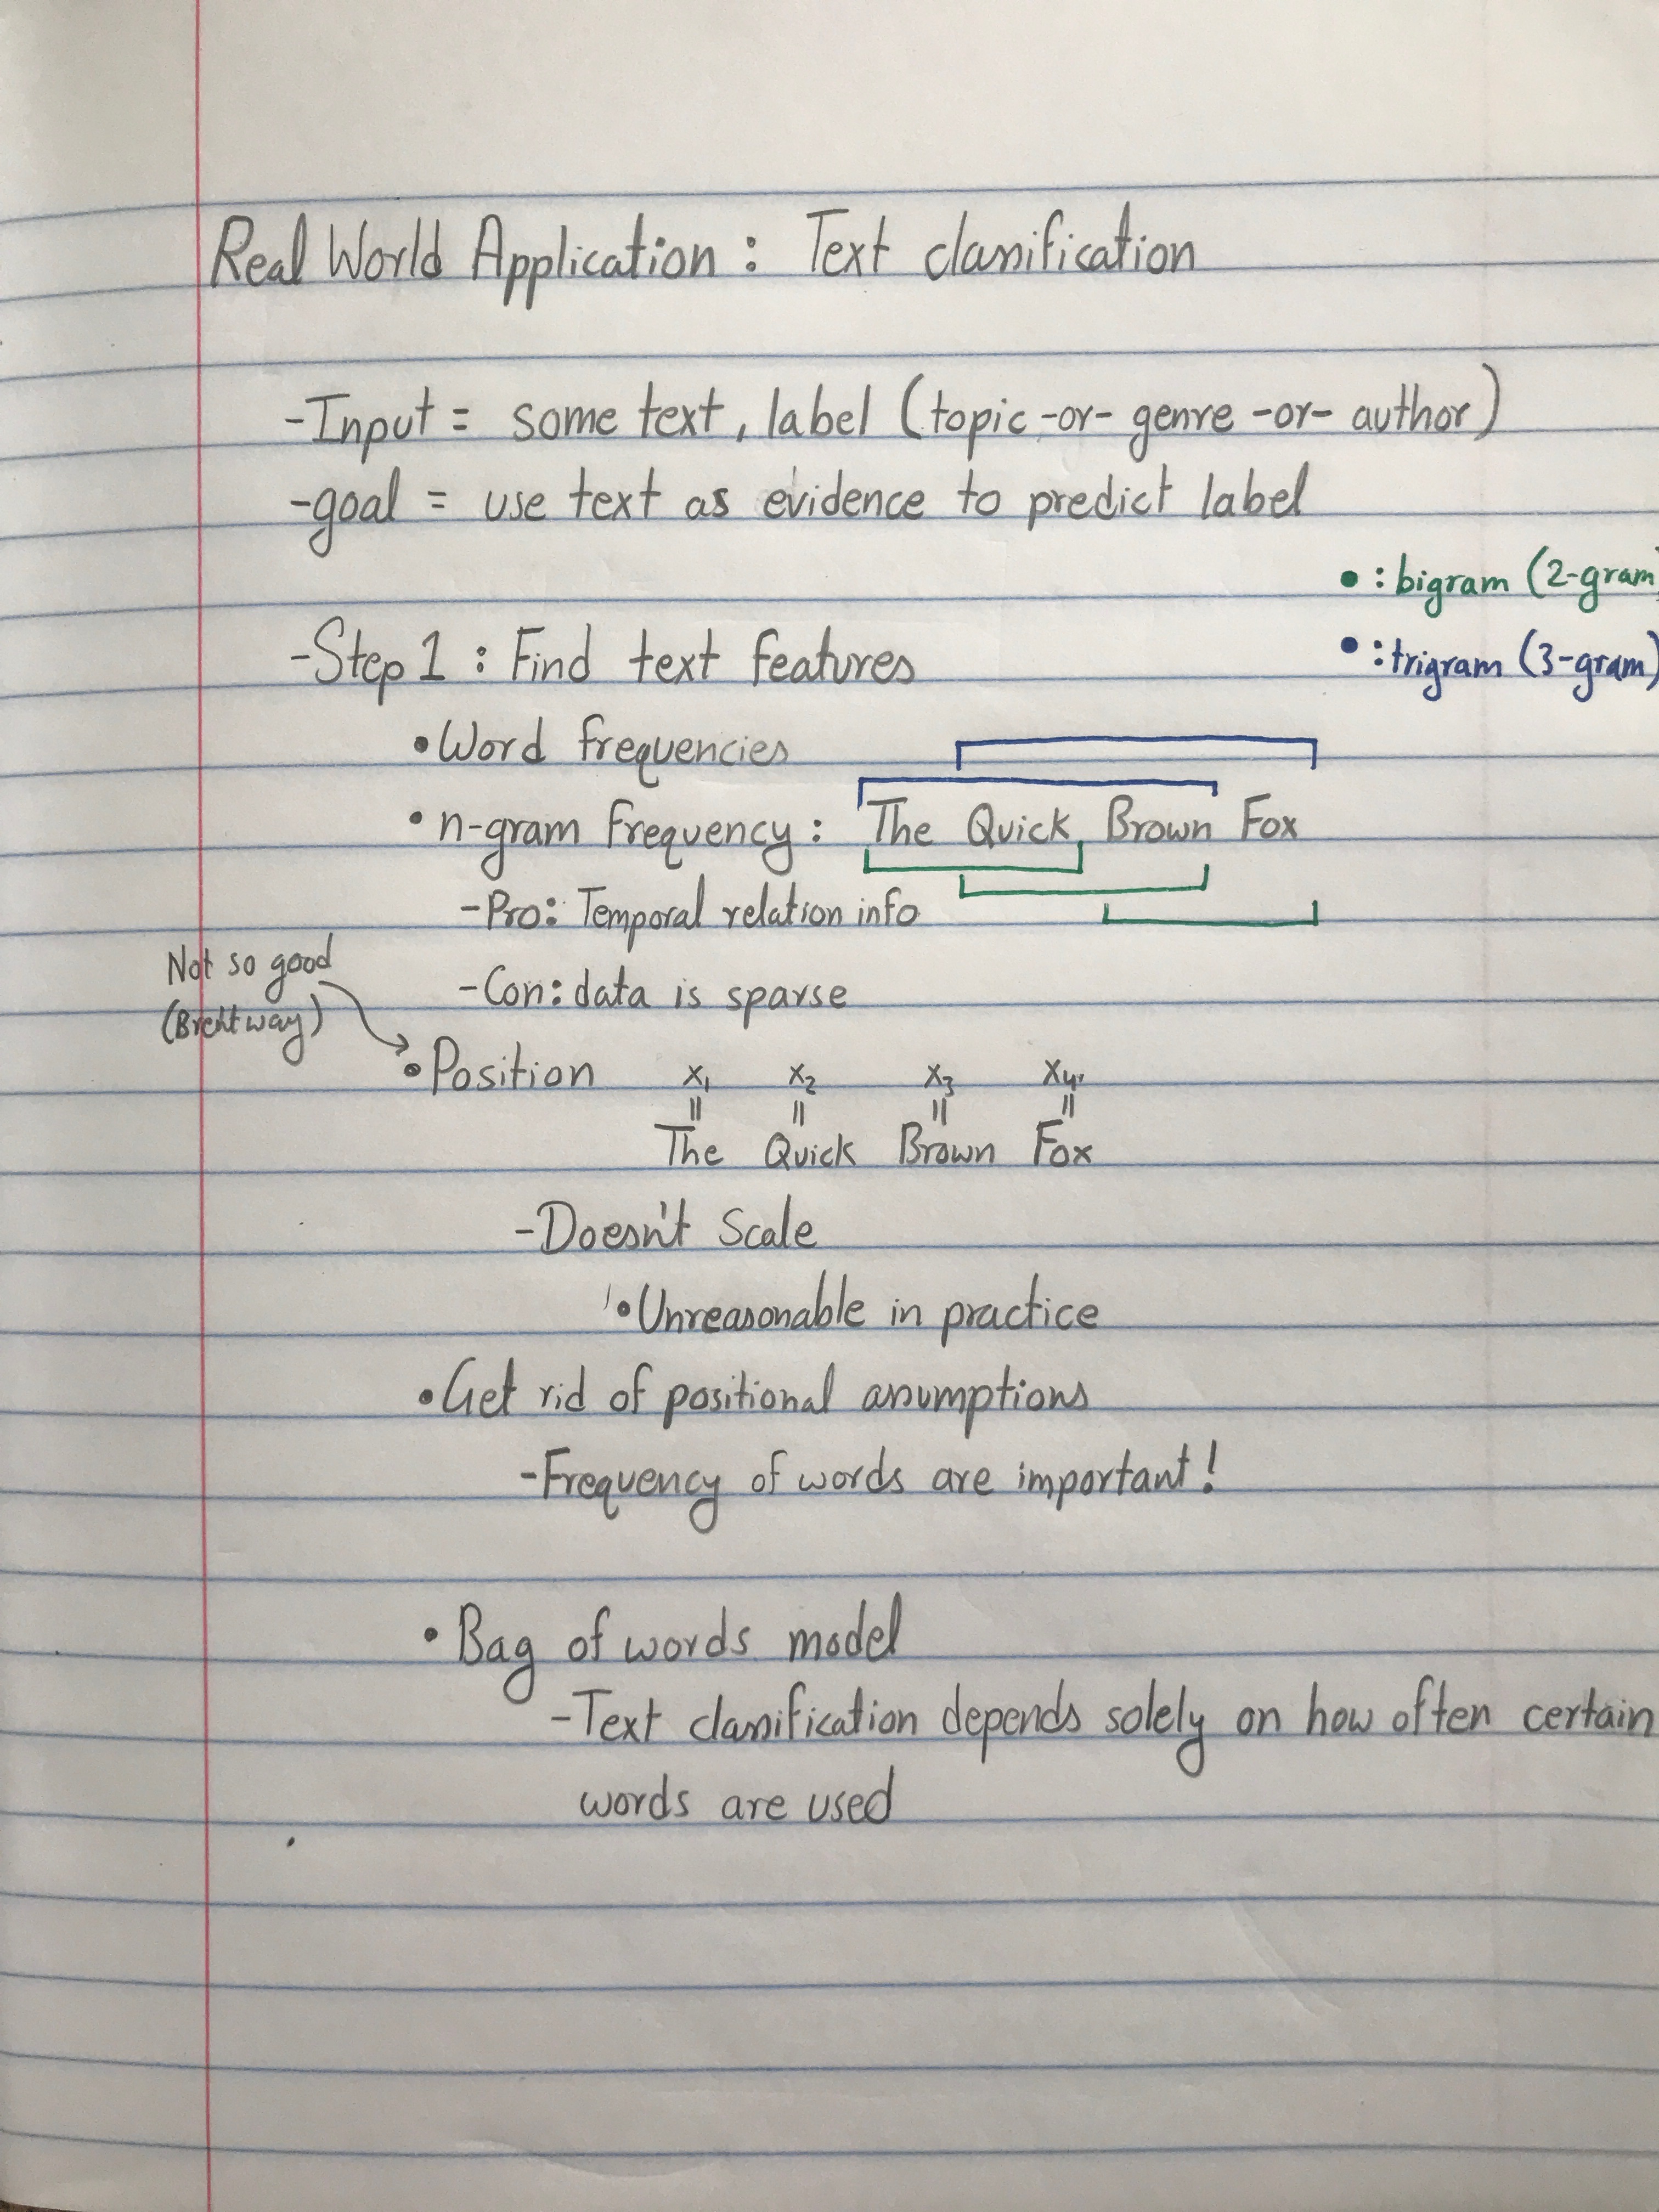 Real World Application : Text classification
-Input = some text, label (topic -or- genre -or- author)
-goal = use text as evidence to predict label
• : bigram (2-gram)
-Step 1 : Find text features
• : trigram (3-gram)
• Word frequencies
• n-gram frequency : The Quick Brown Fox
-Pro: Temporal relation info
Not so good
-Con: data is sparse
(Brent way)
• Position
x₁ x₂ x₃ x₄
= = = =
The Quick Brown Fox
-Doesn't Scale
• Unreasonable in practice
• Get rid of positional assumptions
-Frequency of words are important!
• Bag of words model
-Text classification depends solely on how often certain
words are used